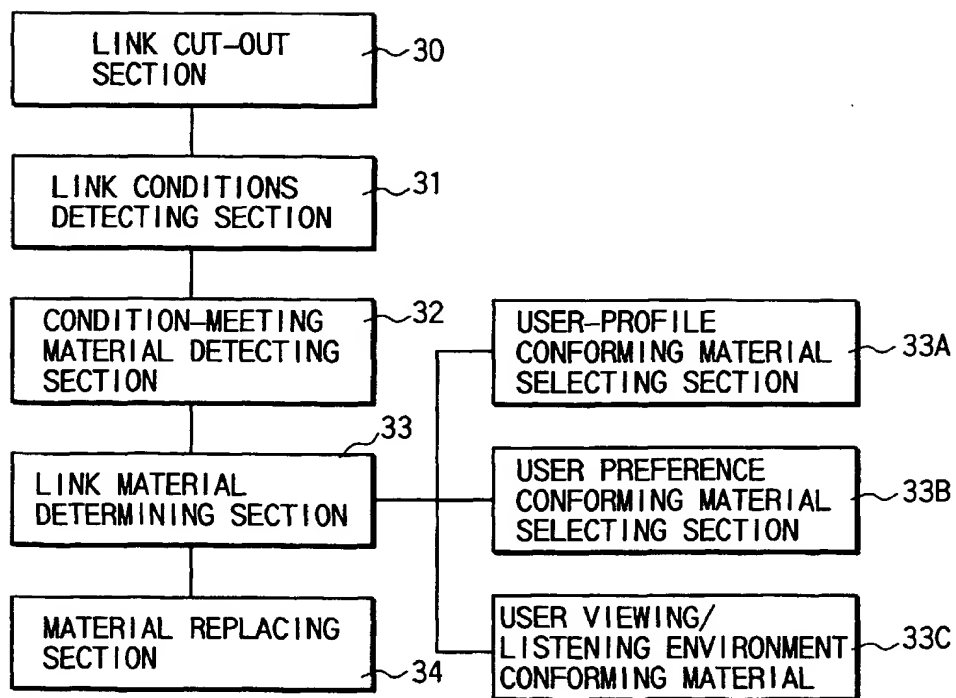 LINK CUT-OUT
SECTION
30
LINK CONDITIONS
DETECTING SECTION
31
CONDITION-MEETING
MATERIAL DETECTING
SECTION
32
LINK MATERIAL
DETERMINING SECTION
33
MATERIAL REPLACING
SECTION
34
USER-PROFILE
CONFORMING MATERIAL
SELECTING SECTION
33A
USER PREFERENCE
CONFORMING MATERIAL
SELECTING SECTION
33B
USER VIEWING/
LISTENING ENVIRONMENT
CONFORMING MATERIAL
33C